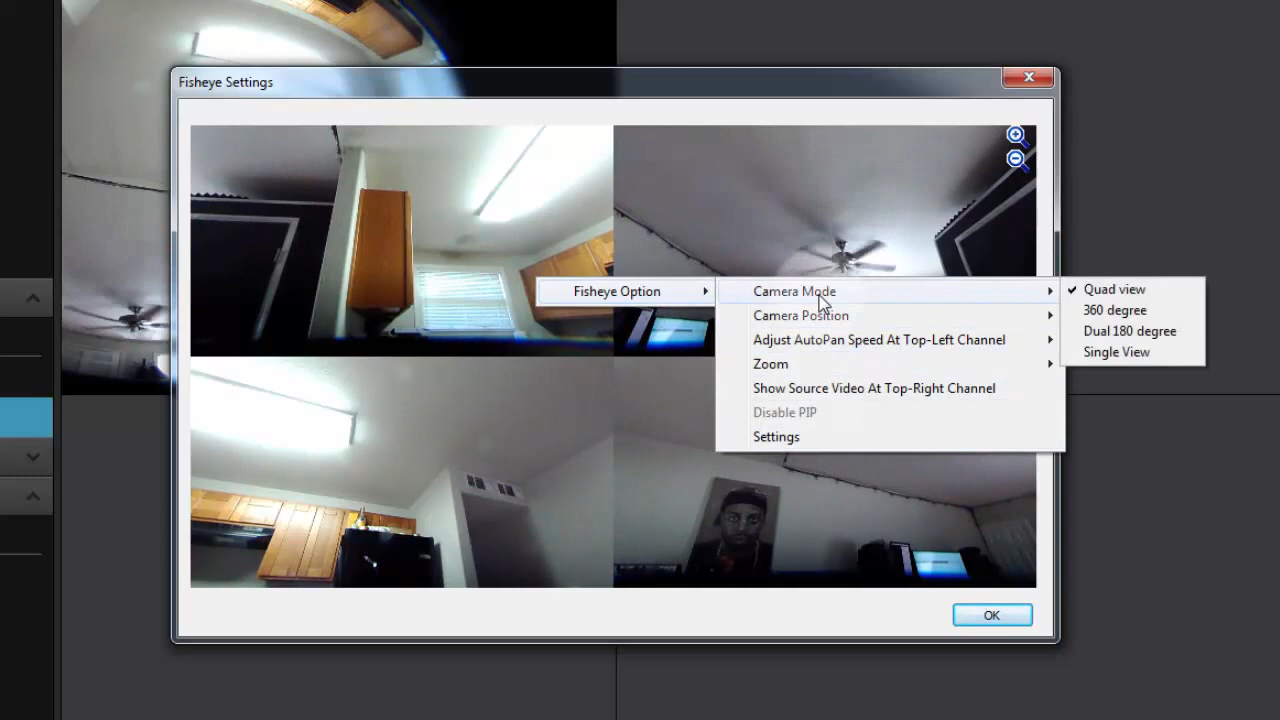 Fisheye Settings
Fisheye Option
Camera Mode
Camera Position
Adjust AutoPan Speed At Top-Left Channel
Zoom
Show Source Video At Top-Right Channel
Disable PIP
Settings
Quad view
360 degree
Dual 180 degree
Single View
OK